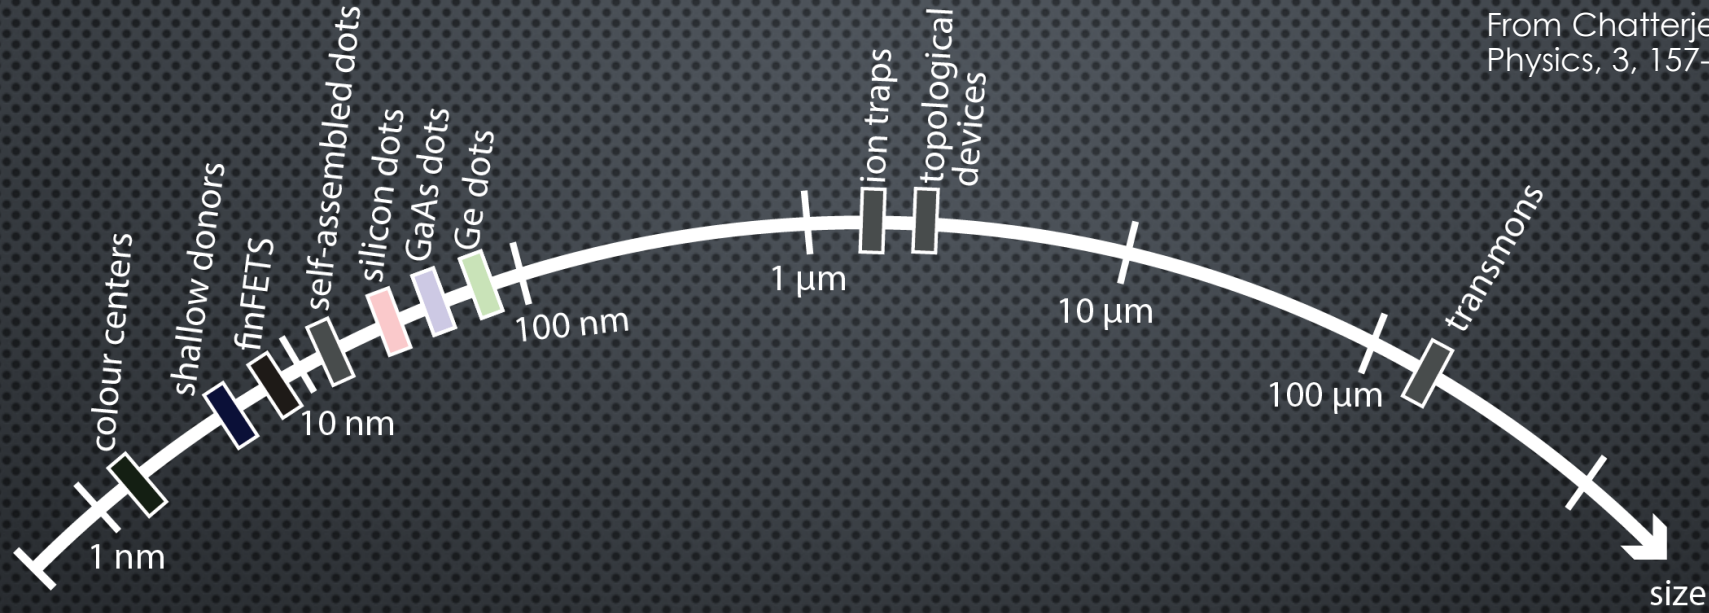 From Chatterje
Physics, 3, 157-
colour centers
shallow donors
finFETS
self-assembled dots
silicon dots
GaAs dots
Ge dots
ion traps
topological
devices
transmons
1 nm
10 nm
100 nm
1 µm
10 µm
100 µm
size